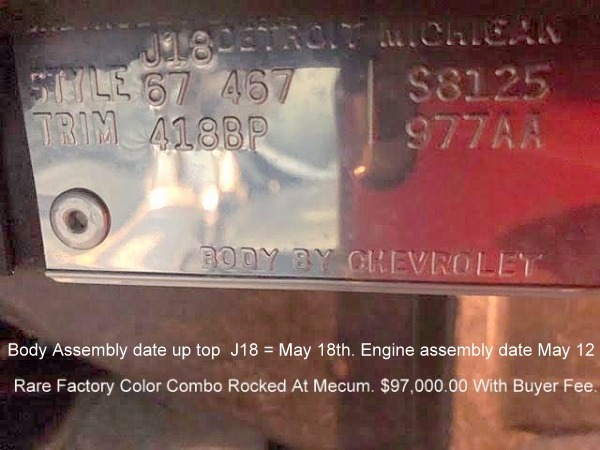 J18 DETROIT MICHIGAN
STYLE 67 467 S8125
TRIM 418BP 977AA
BODY BY CHEVROLET
Body Assembly date up top J18 = May 18th. Engine assembly date May 12
Rare Factory Color Combo Rocked At Mecum. $97,000.00 With Buyer Fee.